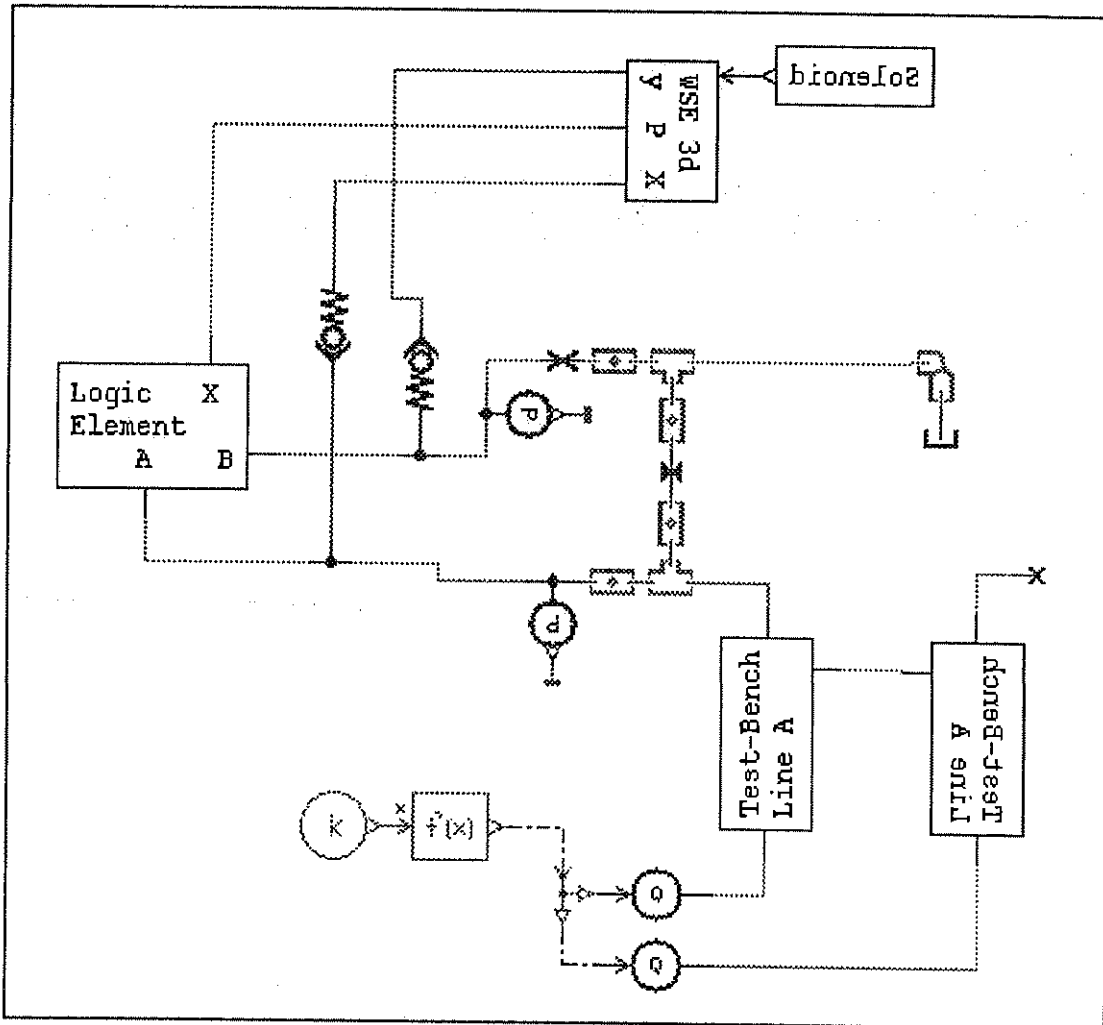 Solenoid
WSE 3d
y P X
Logic X
Element
A B
P
P
Test-Bench
Line A
Test-Bench
Line A
k
x
f(x)
Q
Q